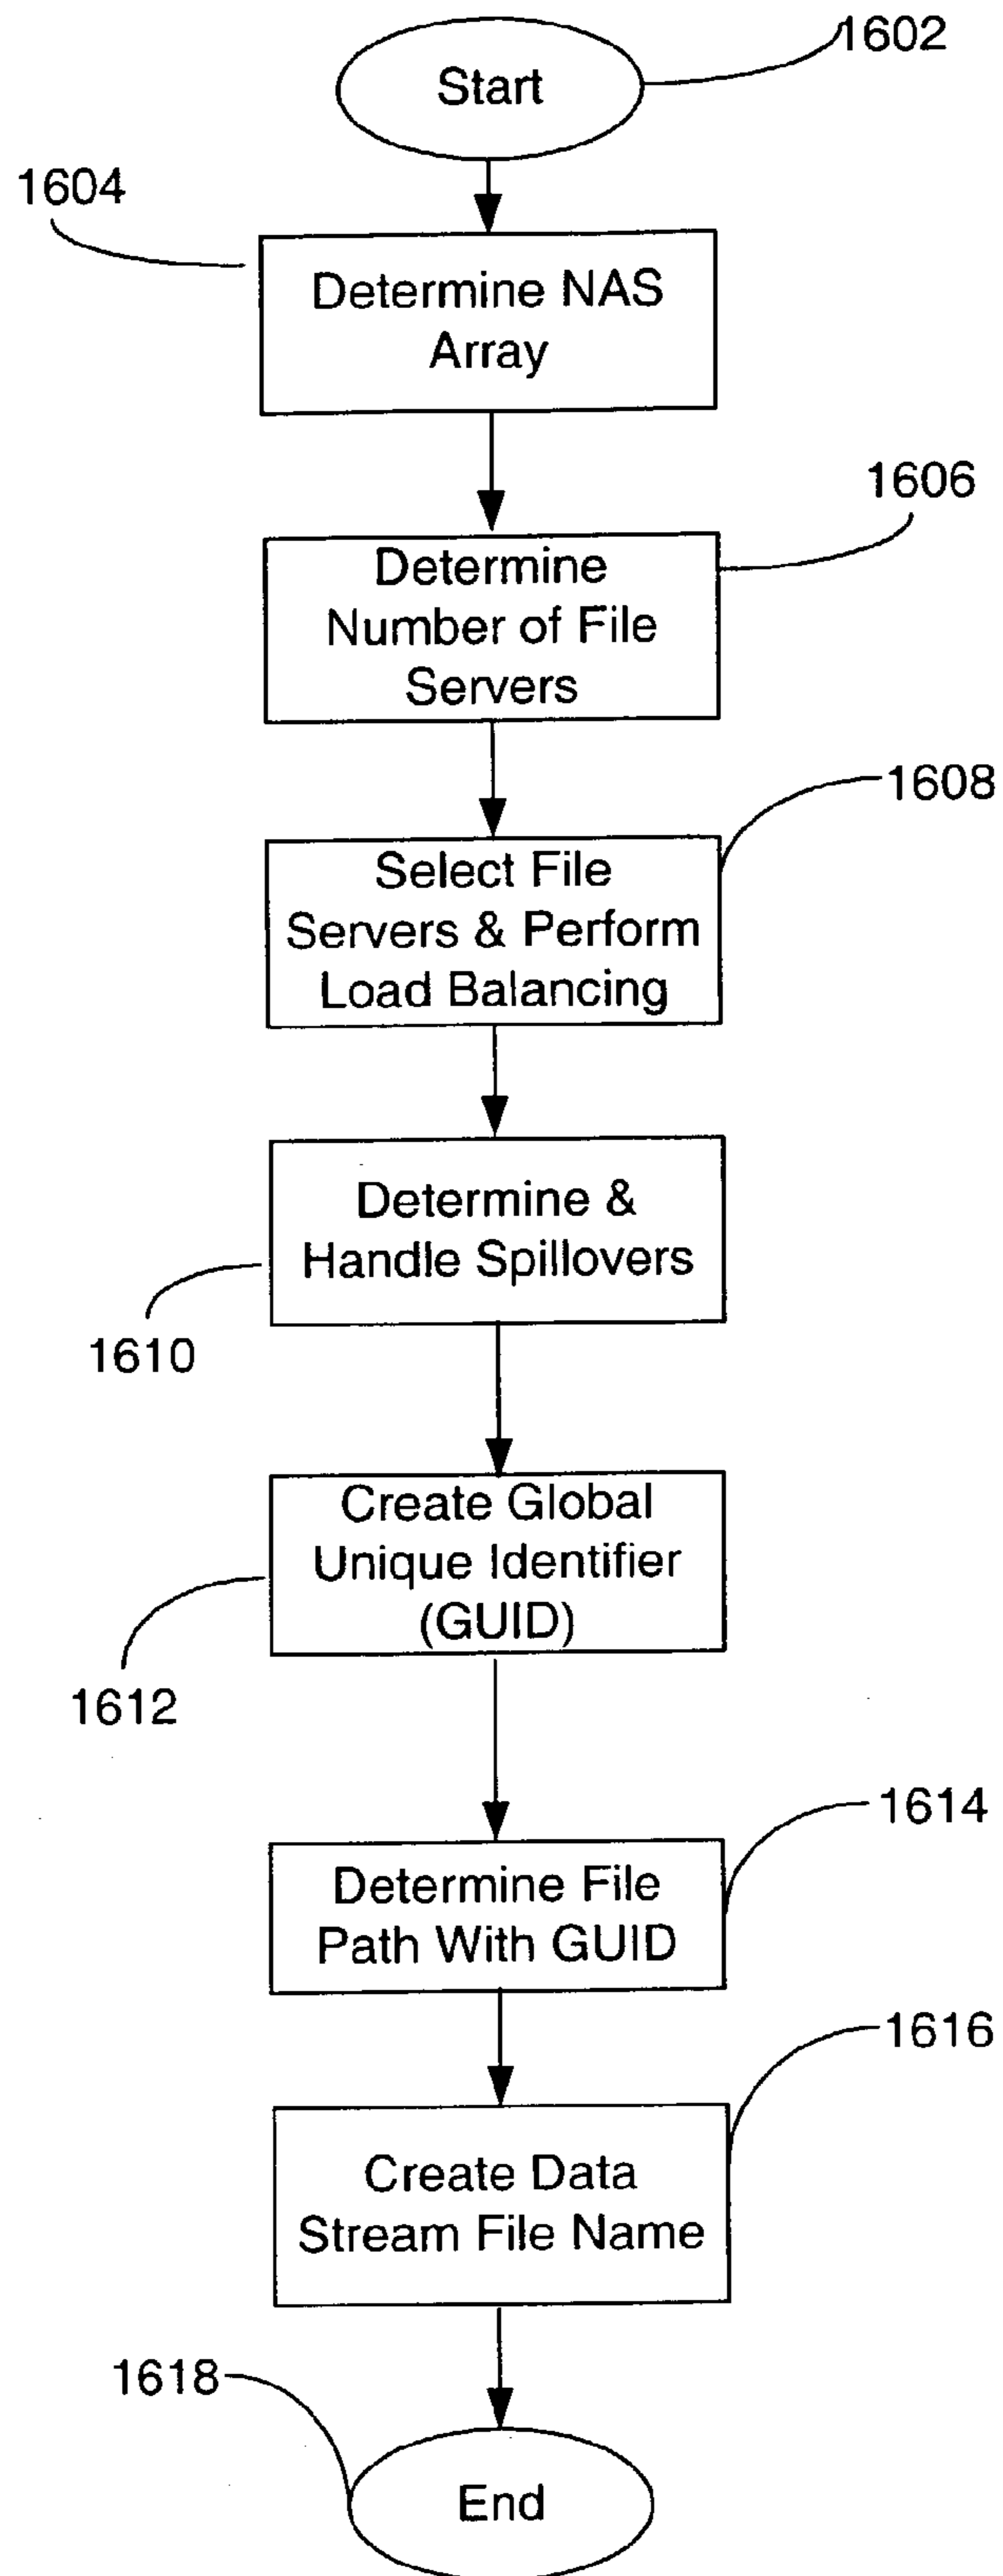 1602
Start
1604
Determine NAS
Array
1606
Determine
Number of File
Servers
1608
Select File
Servers & Perform
Load Balancing
Determine &
Handle Spillovers
1610
Create Global
Unique Identifier
(GUID)
1612
1614
Determine File
Path With GUID
1616
Create Data
Stream File Name
1618
End